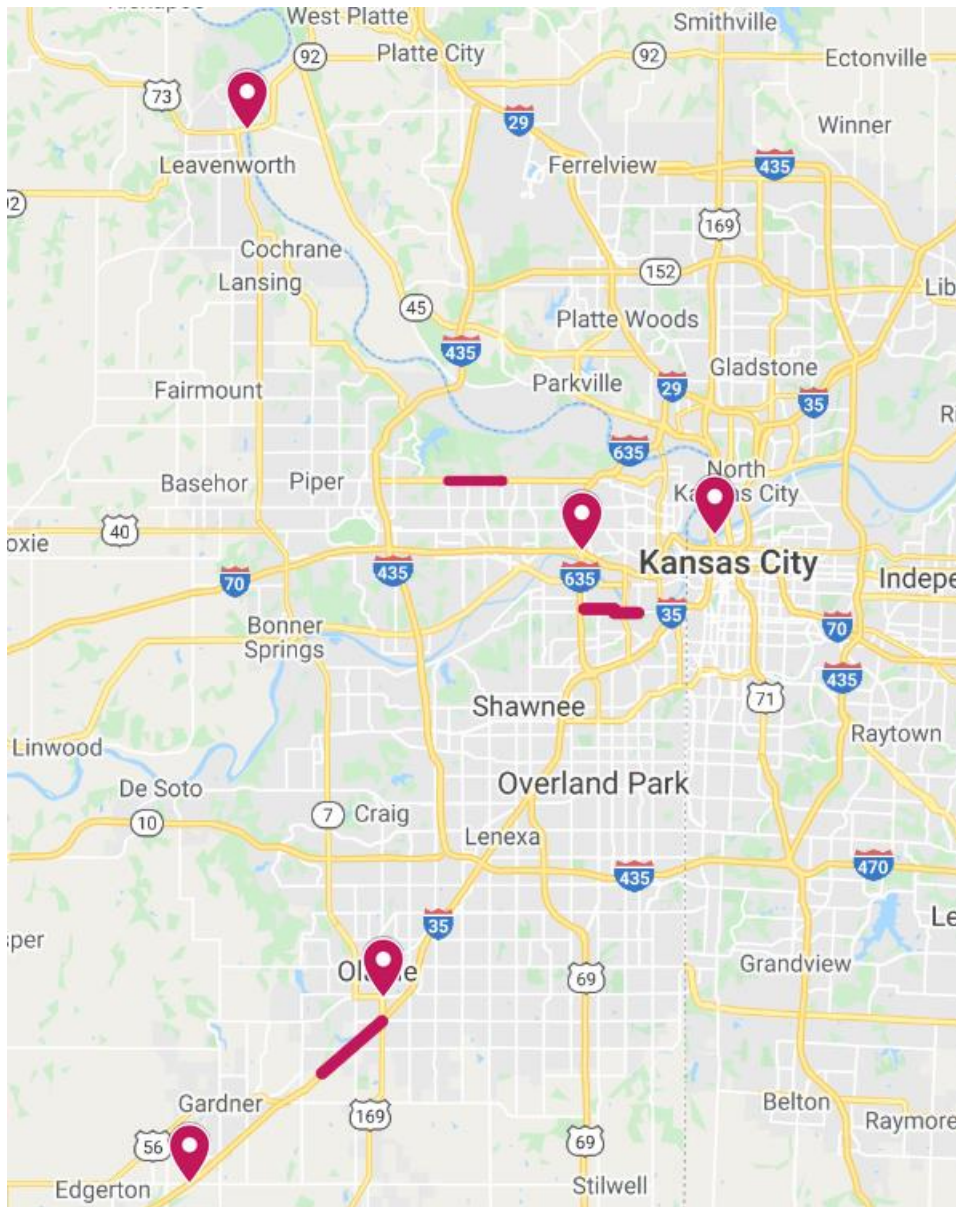 West Platte
Smithville
Platte City
92
92
Ectonville
73
29
Winner
Leavenworth
Ferrelview
435
169
Cochrane
Lansing
152
45
Platte Woods
435
Gladstone
Fairmount
Parkville
29
35
635
North
Basehor
Piper
Kansas City
40
Kansas City
70
435
635
35
70
Bonner
Springs
435
71
Shawnee
Linwood
Raytown
De Soto
Overland Park
10
7
Craig
Lenexa
435
470
35
Grandview
69
Gardner
169
Belton
56
69
Edgerton
Stilwell